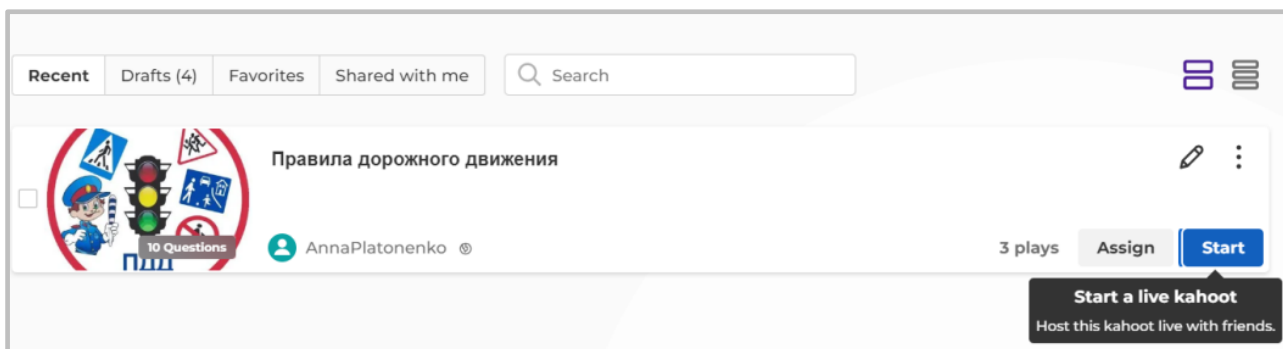 Recent Drafts (4) Favorites Shared with me Search
Правила дорожного движения
10 Questions
ПДД
AnnaPlatonenko
3 plays Assign Start
Start a live kahoot
Host this kahoot live with friends.